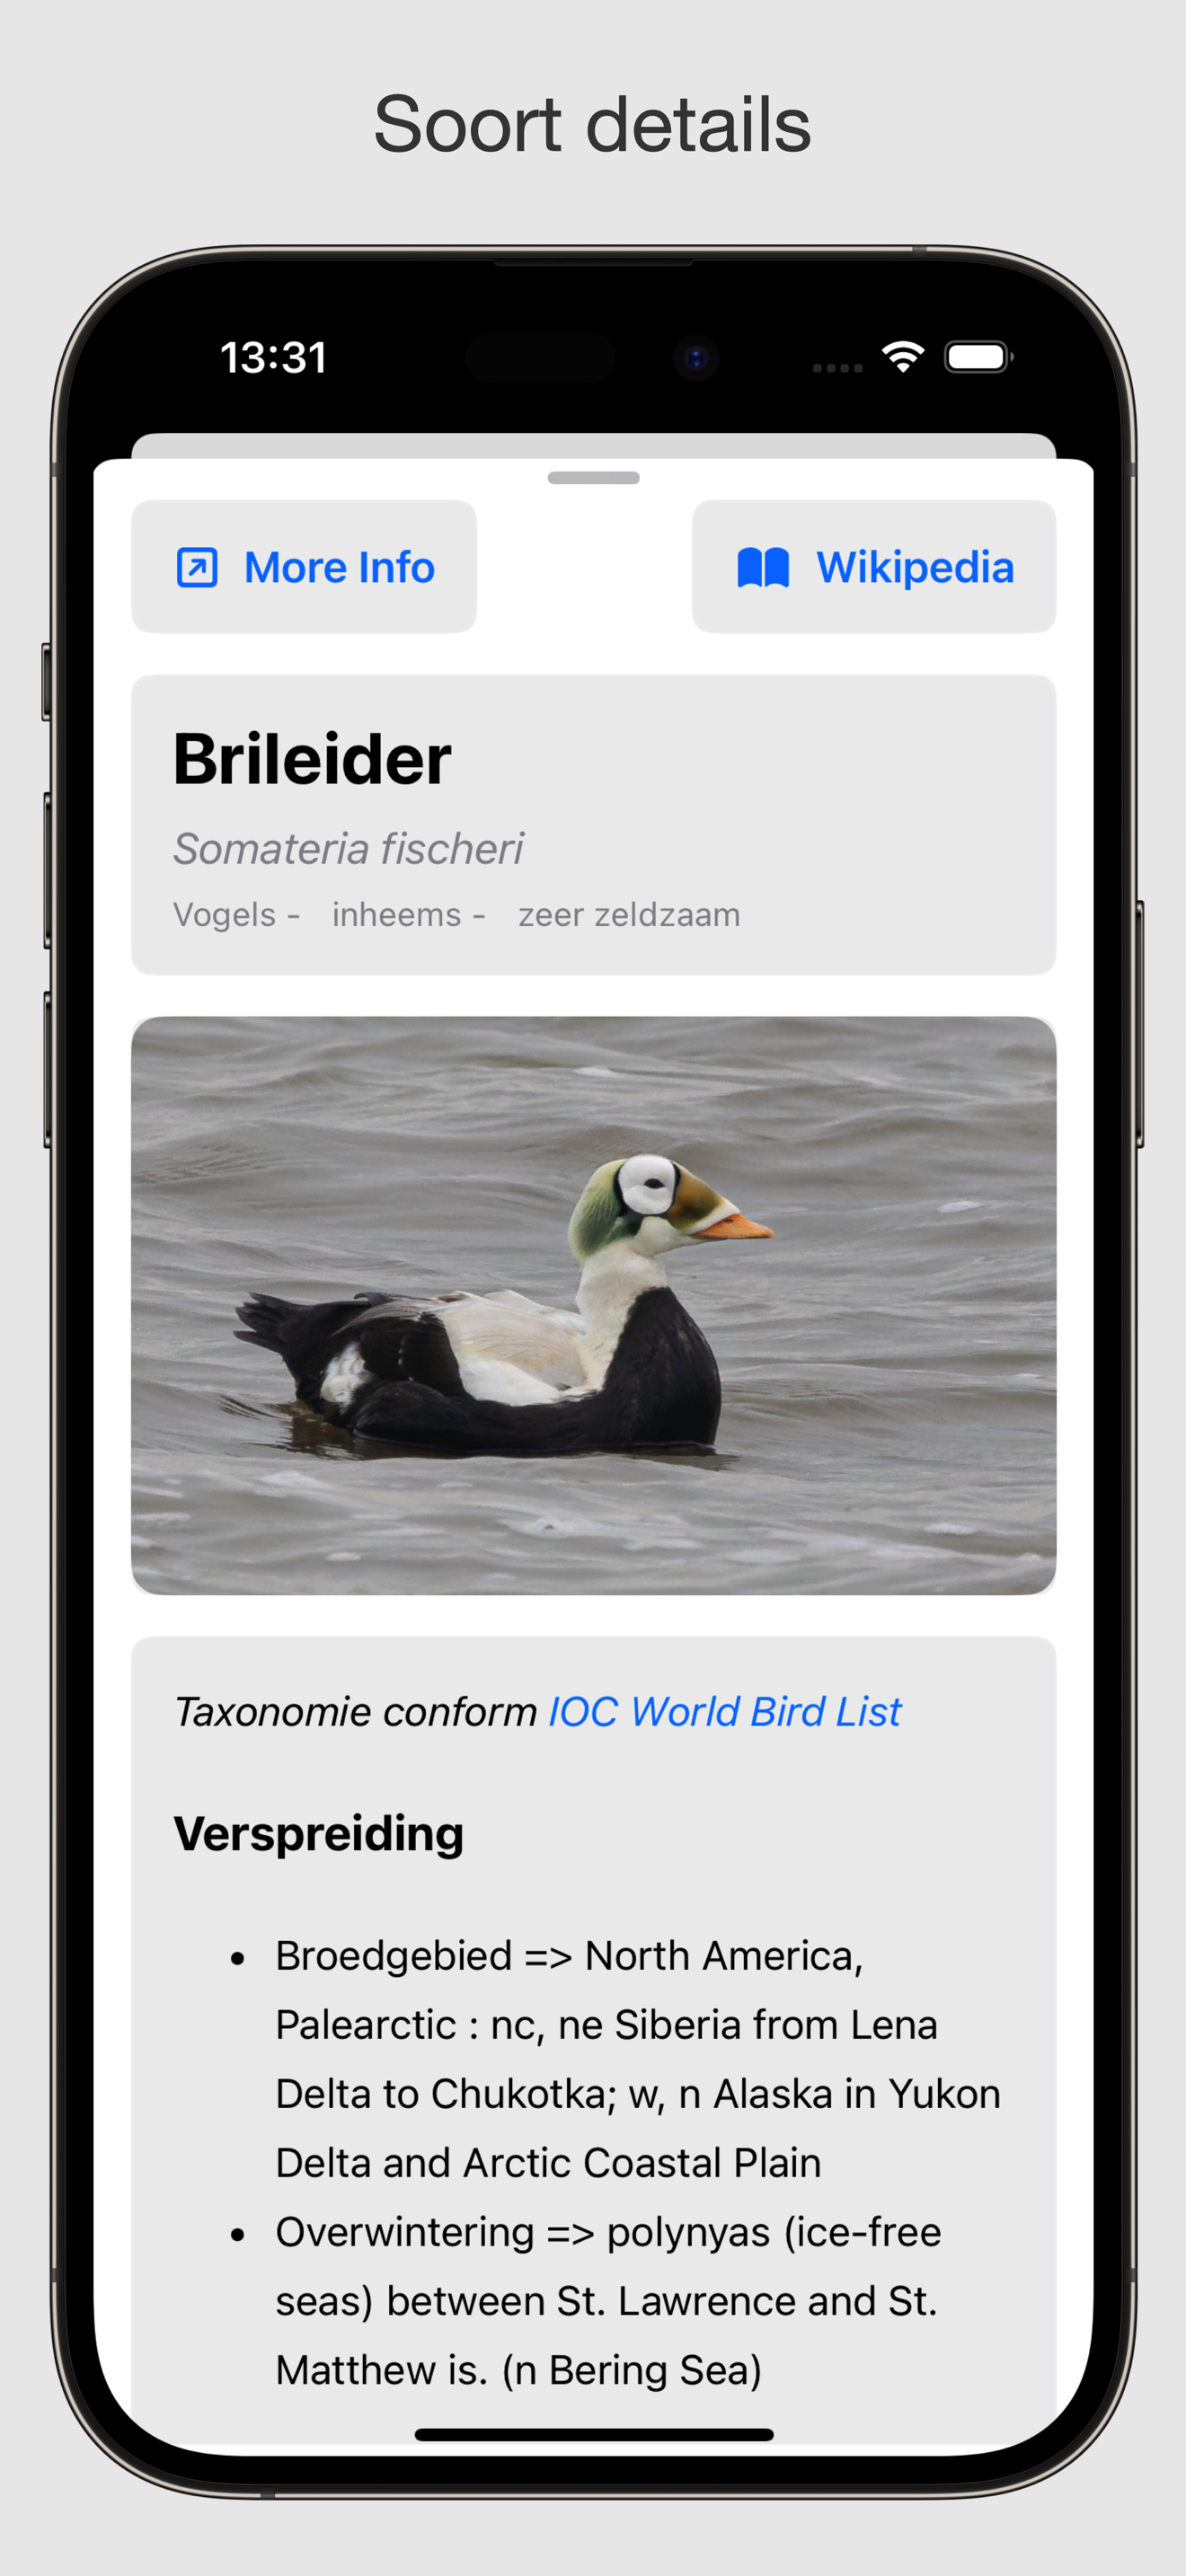 Soort details
13:31
More Info
Wikipedia
Brileider
Somateria fischeri
Vogels - inheems - zeer zeldzaam
Taxonomie conform IOC World Bird List
Verspreiding
• Broedgebied => North America,
Palearctic : nc, ne Siberia from Lena
Delta to Chukotka; w, n Alaska in Yukon
Delta and Arctic Coastal Plain
• Overwintering => polynyas (ice-free
seas) between St. Lawrence and St.
Matthew is. (n Bering Sea)